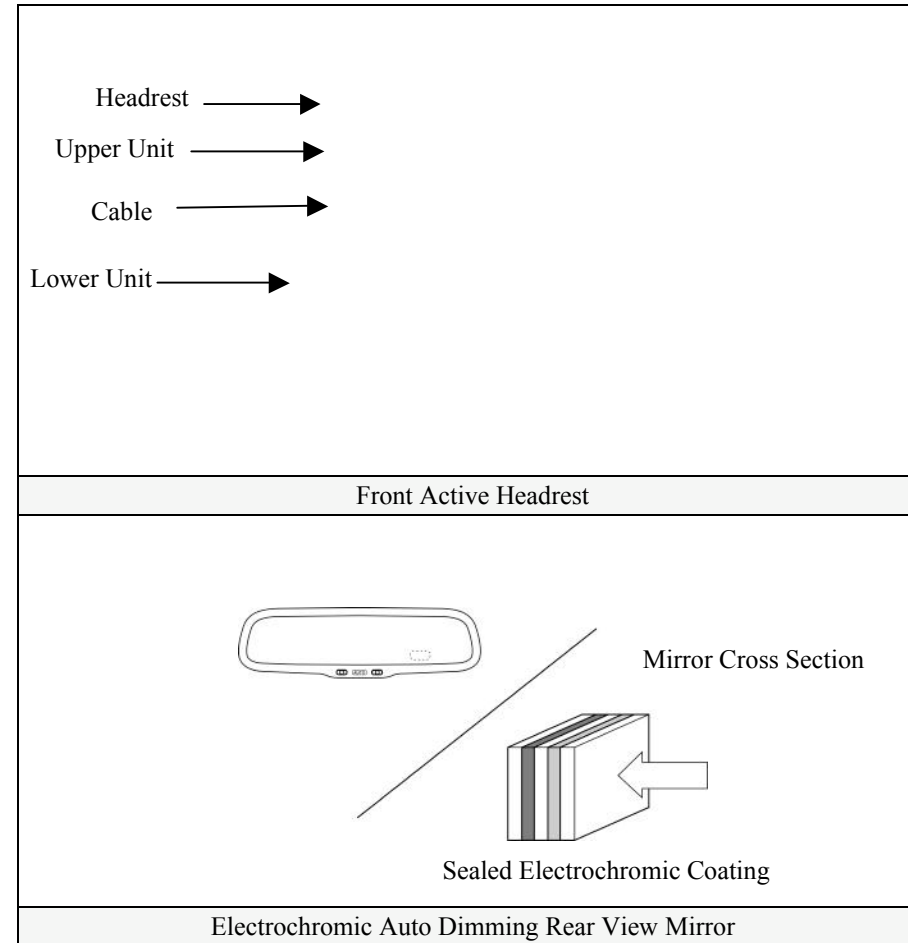 Headrest
Upper Unit
Cable
Lower Unit
Front Active Headrest
Mirror Cross Section
Sealed Electrochromic Coating
Electrochromic Auto Dimming Rear View Mirror